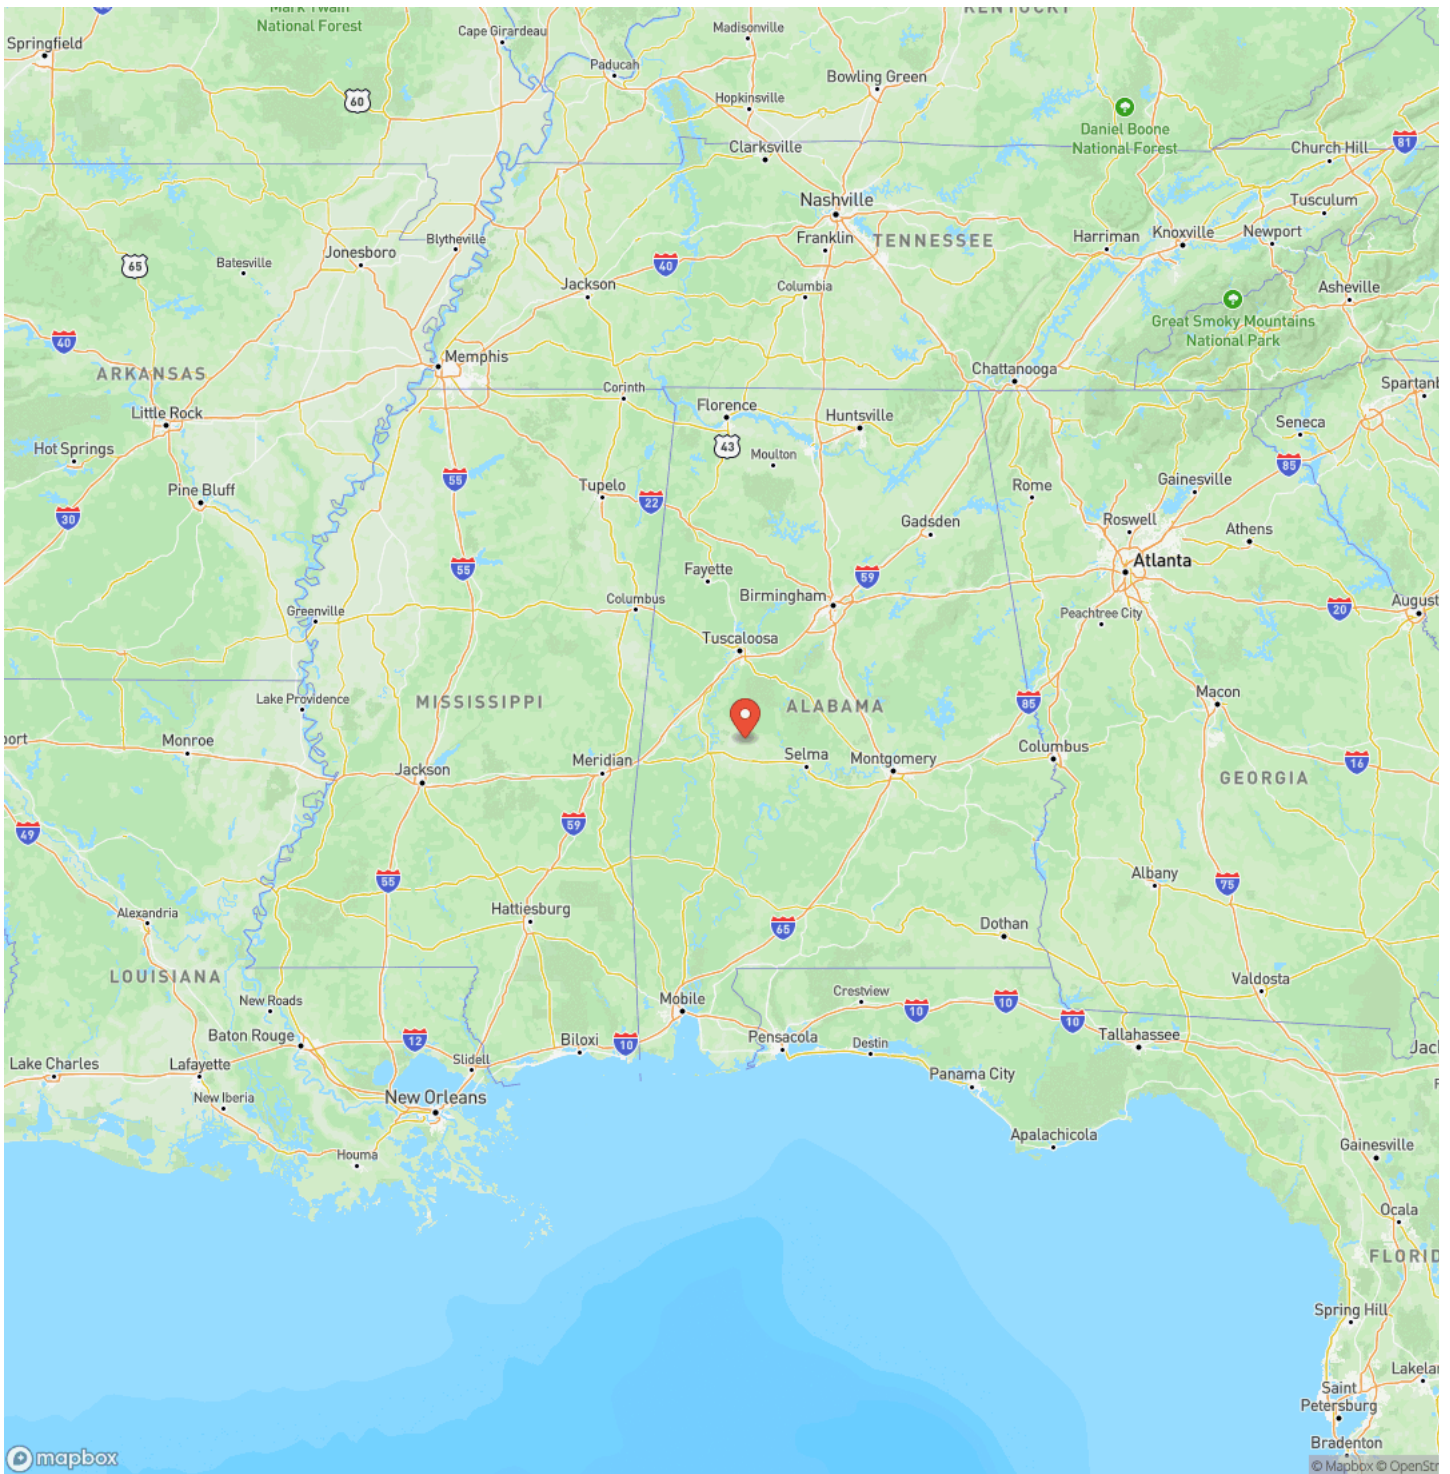 Mark Twain
National Forest
KENTUCKY
Springfield
Cape Girardeau
Madisonville
Paducah
Bowling Green
60
Hopkinsville
Daniel Boone
National Forest
Clarksville
Church Hill
81
Nashville
Tusculum
Franklin
TENNESSEE
Harriman
Knoxville
Newport
Blytheville
Jonesboro
65
Batesville
40
Jackson
Columbia
Asheville
Great Smoky Mountains
National Park
40
Memphis
ARKANSAS
Chattanooga
Corinth
Spartanb
Little Rock
Florence
Huntsville
Seneca
Hot Springs
43
Moulton
85
55
Pine Bluff
Tupelo
22
Rome
Gainesville
30
Gadsden
Roswell
Athens
Atlanta
55
Fayette
59
Birmingham
Columbus
20
August
Greenville
Peachtree City
Tuscaloosa
Lake Providence
MISSISSIPPI
ALABAMA
85
Macon
ort
Monroe
Selma
Montgomery
Columbus
Meridian
Jackson
16
GEORGIA
49
59
55
Albany
75
Alexandria
Hattiesburg
65
Dothan
LOUISIANA
Valdosta
New Roads
Mobile
Crestview
10
10
10
Baton Rouge
12
Biloxi
10
Pensacola
Destin
Tallahassee
Jac
Lake Charles
Lafayette
Slidell
Panama City
New Iberia
New Orleans
Apalachicola
Gainesville
Houma
Ocala
FLORID
Spring Hill
Lakelan
Saint
Petersburg
Bradenton
mapbox
© Mapbox © OpenStr